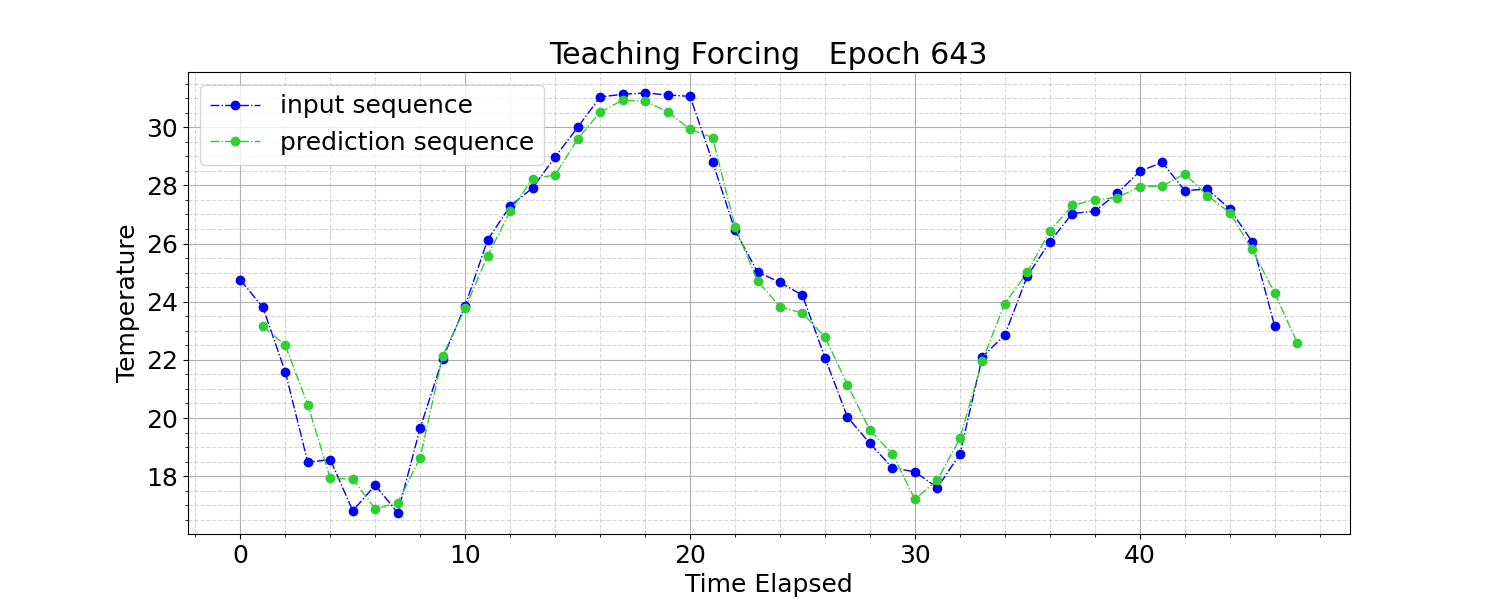 Teaching Forcing   Epoch 643
input sequence
prediction sequence
Temperature
30
28
26
24
22
20
18
0 10 20 30 40
Time Elapsed